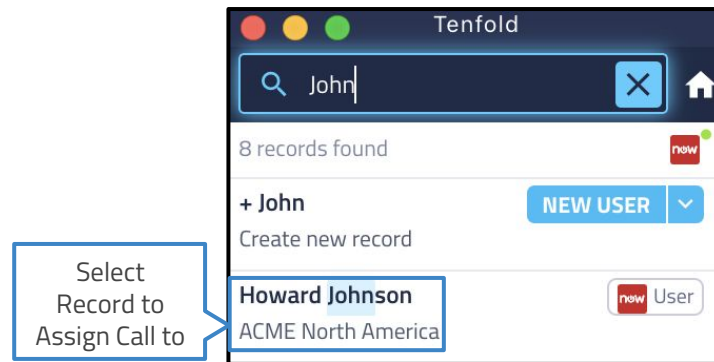 Tenfold
John
8 records found
now
+ John
NEW USER
Create new record
Select
Record to
Assign Call to
Howard Johnson
now User
ACME North America